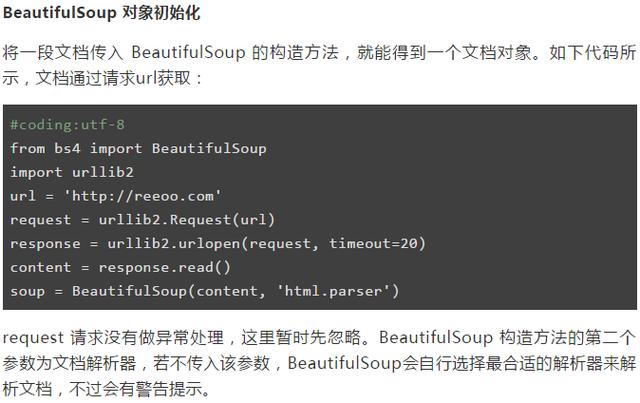 BeautifulSoup 对象初始化
将一段文档传入 BeautifulSoup 的构造方法，就能得到一个文档对象。如下代码所
示，文档通过请求url获取：
#coding:utf-8
from bs4 import BeautifulSoup
import urllib2
url = 'http://reeoo.com'
request = urllib2.Request(url)
response = urllib2.urlopen(request, timeout=20)
content = response.read()
soup = BeautifulSoup(content, 'html.parser')
request 请求没有做异常处理，这里暂时先忽略。BeautifulSoup 构造方法的第二个
参数为文档解析器，若不传入该参数，BeautifulSoup会自行选择最合适的解析器来解
析文档，不过会有警告提示。